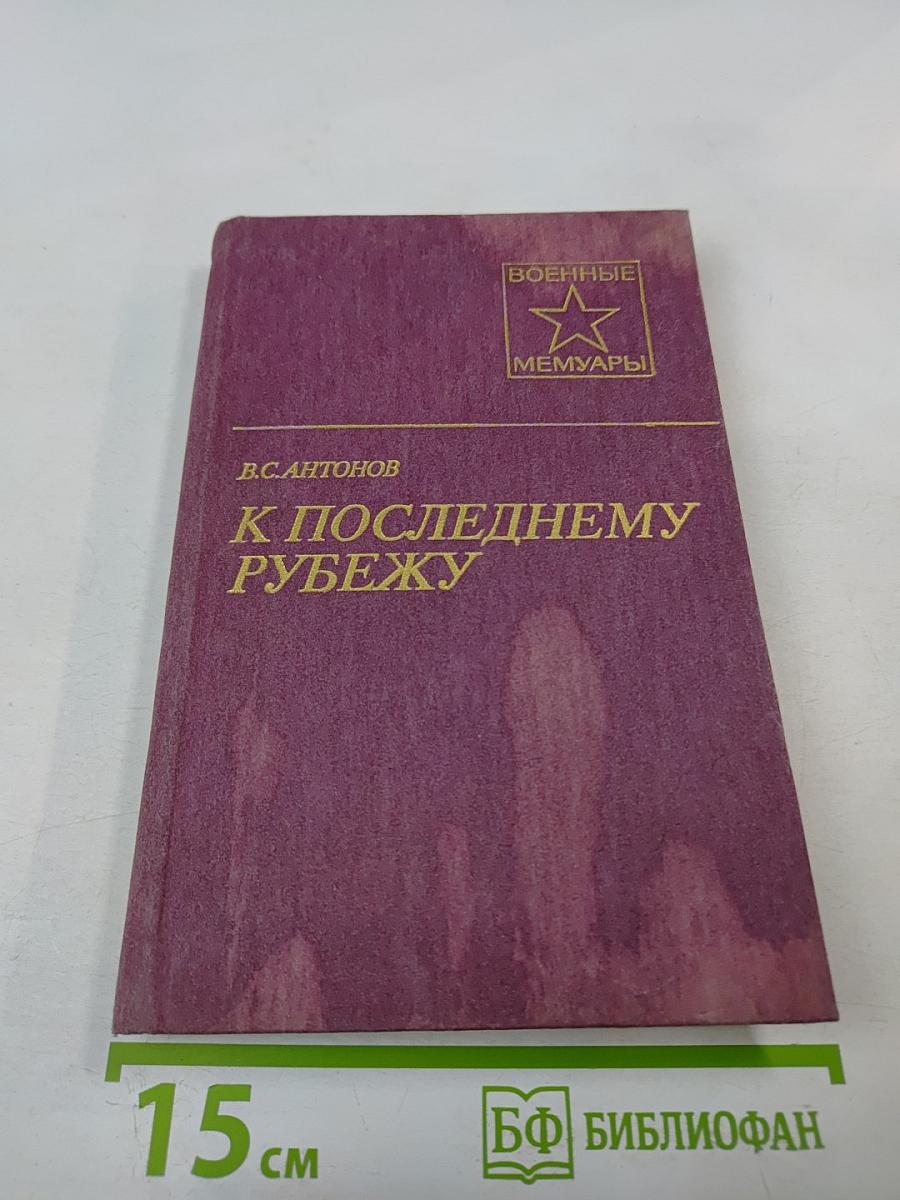 ВОЕННЫЕ
МЕМУАРЫ
В.С.АНТОНОВ
К ПОСЛЕДНЕМУ
РУБЕЖУ
15 см
БФ БИБЛИОФАН